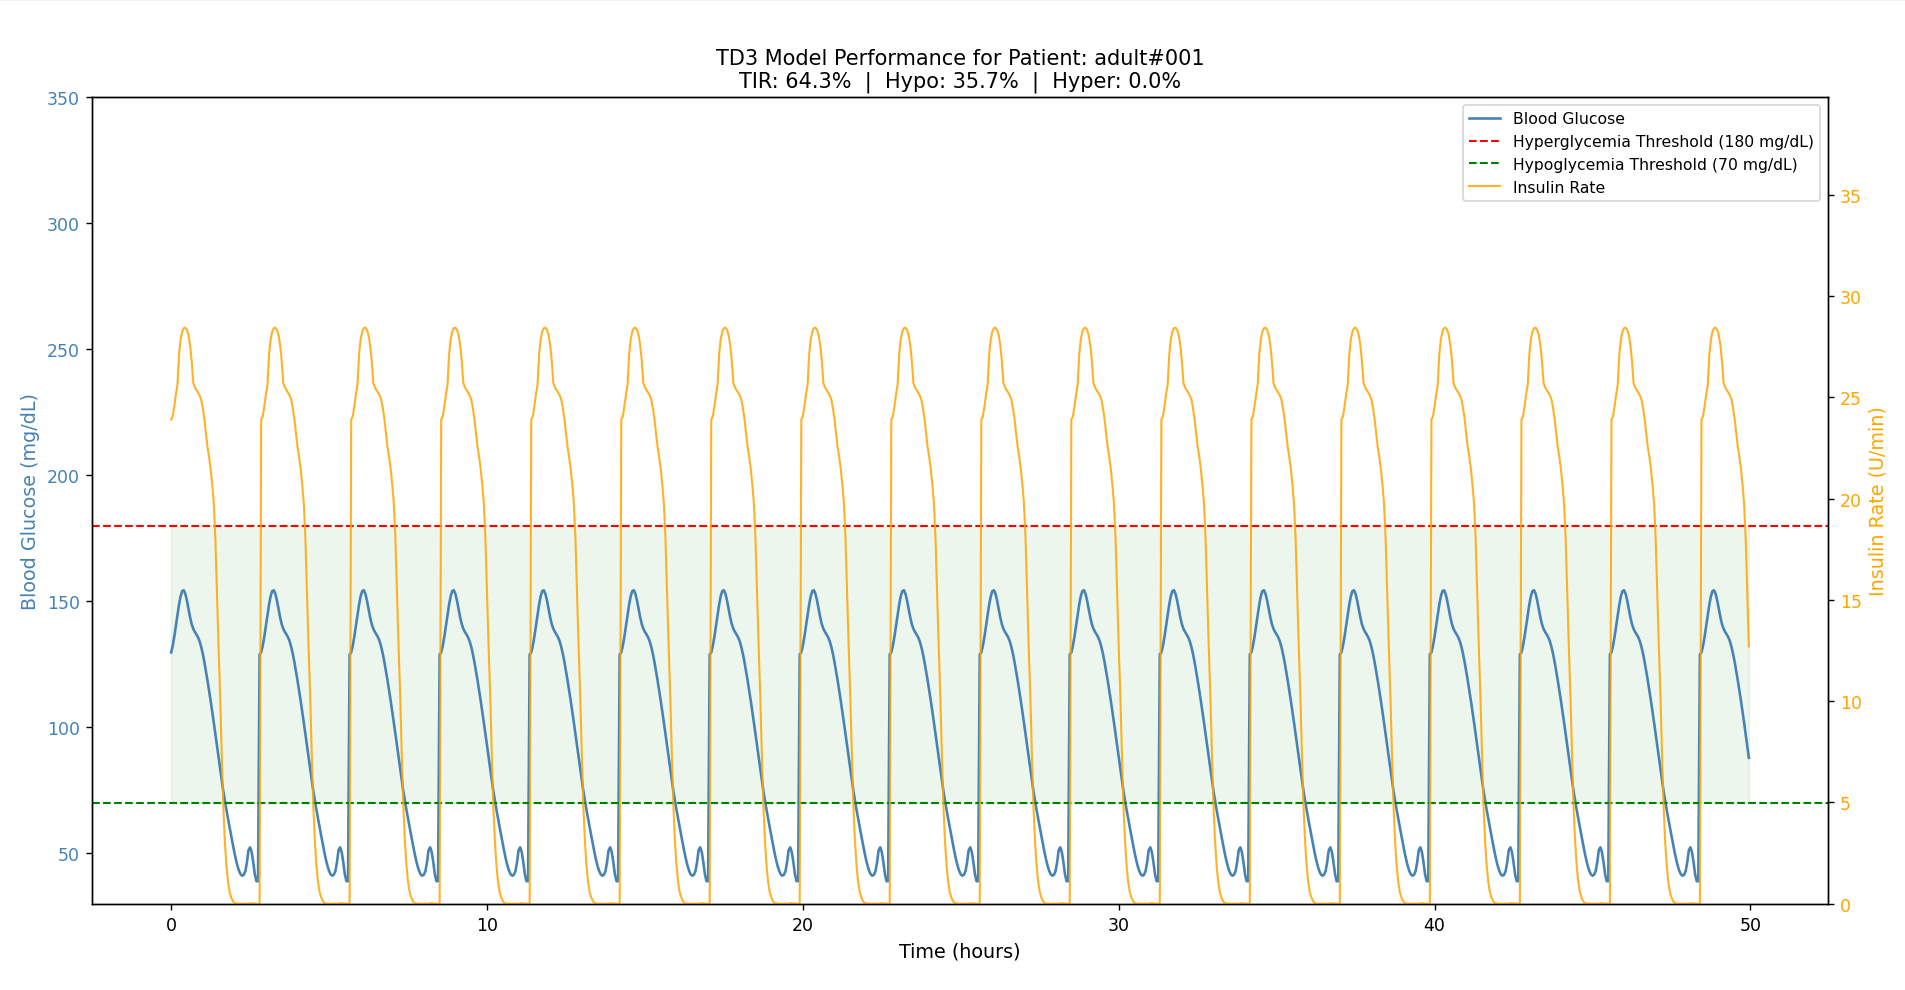 TD3 Model Performance for Patient: adult#001
TIR: 64.3% | Hypo: 35.7% | Hyper: 0.0%
Blood Glucose
Hyperglycemia Threshold (180 mg/dL)
Hypoglycemia Threshold (70 mg/dL)
Insulin Rate
Blood Glucose (mg/dL)
350
300
250
200
150
100
50
35
30
25
20
15
10
5
0
Insulin Rate (U/min)
0
10
20
30
40
50
Time (hours)